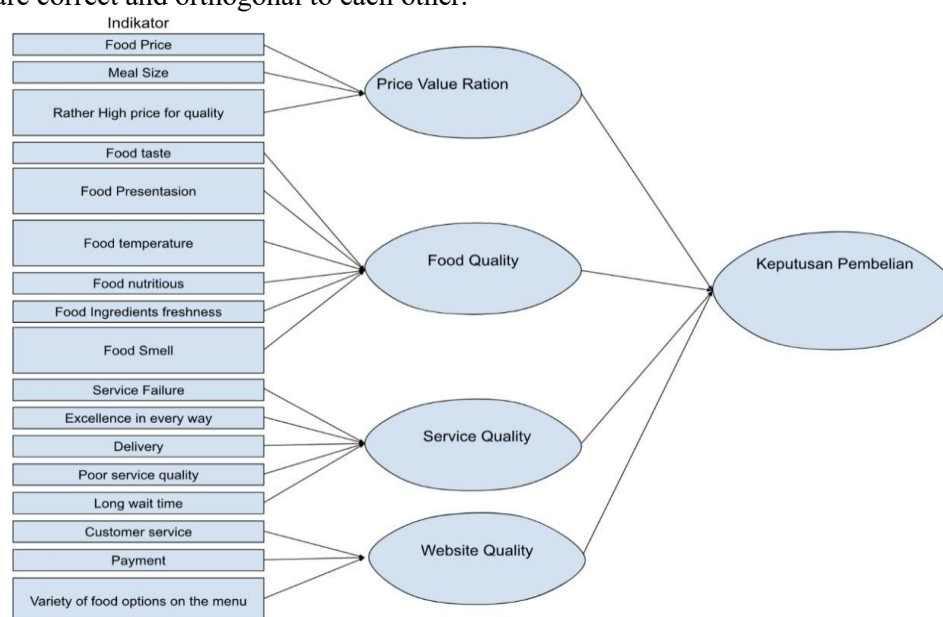 are correct and orthogonal to each other.
Indikator
Food Price
Meal Size
Rather High price for quality
Food taste
Food Presentasion
Food temperature
Food nutritious
Food Ingredients freshness
Food Smell
Service Failure
Excellence in every way
Delivery
Poor service quality
Long wait time
Customer service
Payment
Variety of food options on the menu
Price Value Ration
Food Quality
Service Quality
Website Quality
Keputusan Pembelian